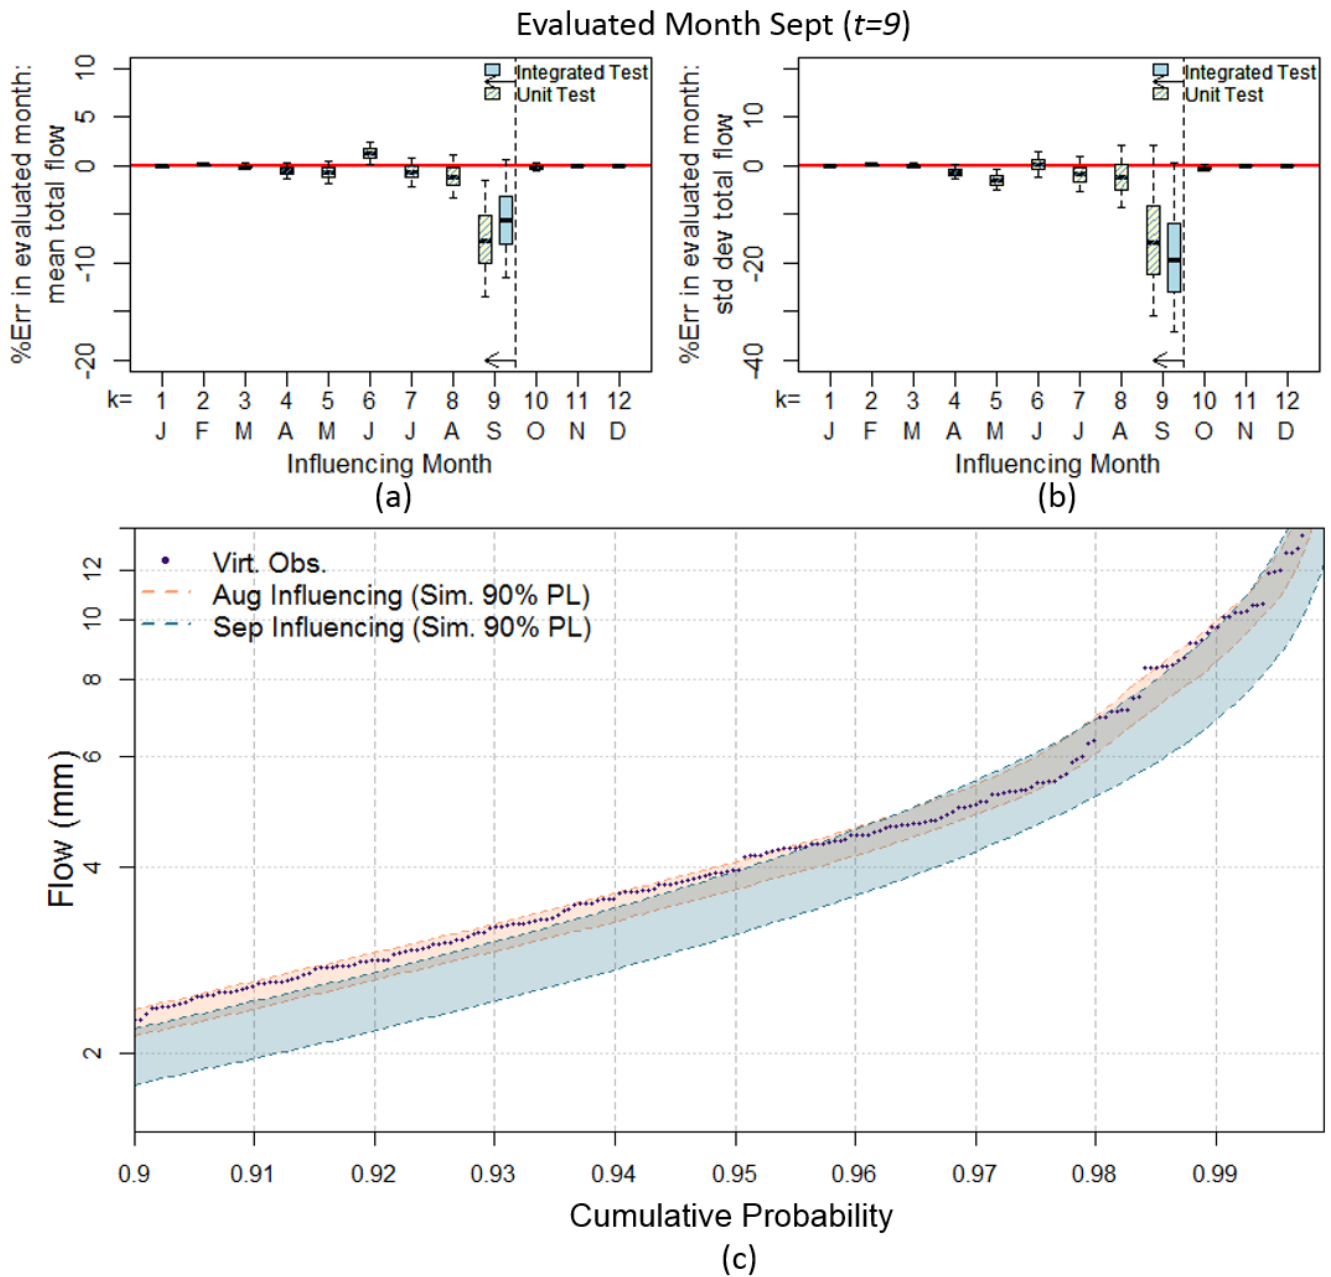 Evaluated Month Sept (t=9)
%Err in evaluated month:
mean total flow
10
5
0
-10
-20
Integrated Test
Unit Test
k= 1 2 3 4 5 6 7 8 9 10 11 12
J F M A M J J A S O N D
Influencing Month
(a)
%Err in evaluated month:
std dev total flow
10
0
-20
-40
Integrated Test
Unit Test
k= 1 2 3 4 5 6 7 8 9 10 11 12
J F M A M J J A S O N D
Influencing Month
(b)
Flow (mm)
12
10
8
6
4
2
Virt. Obs.
Aug Influencing (Sim. 90% PL)
Sep Influencing (Sim. 90% PL)
0.9 0.91 0.92 0.93 0.94 0.95 0.96 0.97 0.98 0.99
Cumulative Probability
(c)